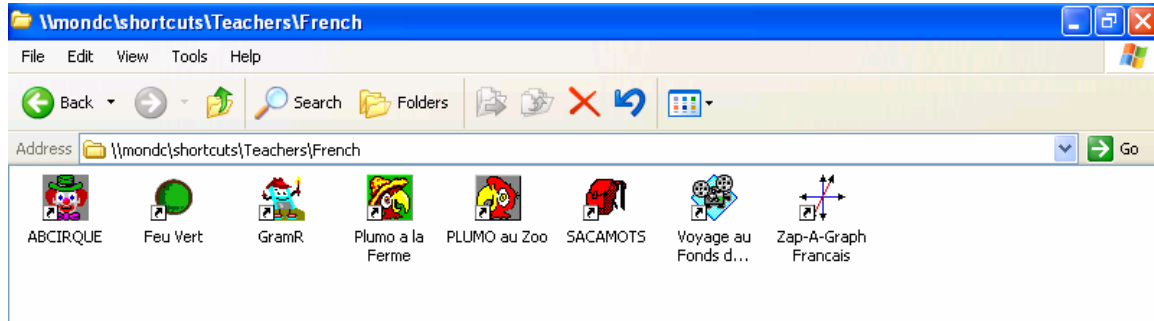 \\mondc\shortcuts\Teachers\French
File Edit View Tools Help
Back Search Folders
Address \\mondc\shortcuts\Teachers\French Go
ABCIRQUE Feu Vert GramR Plumo a la Ferme PLUMO au Zoo SACAMOTS Voyage au Fonds d... Zap-A-Graph Francais